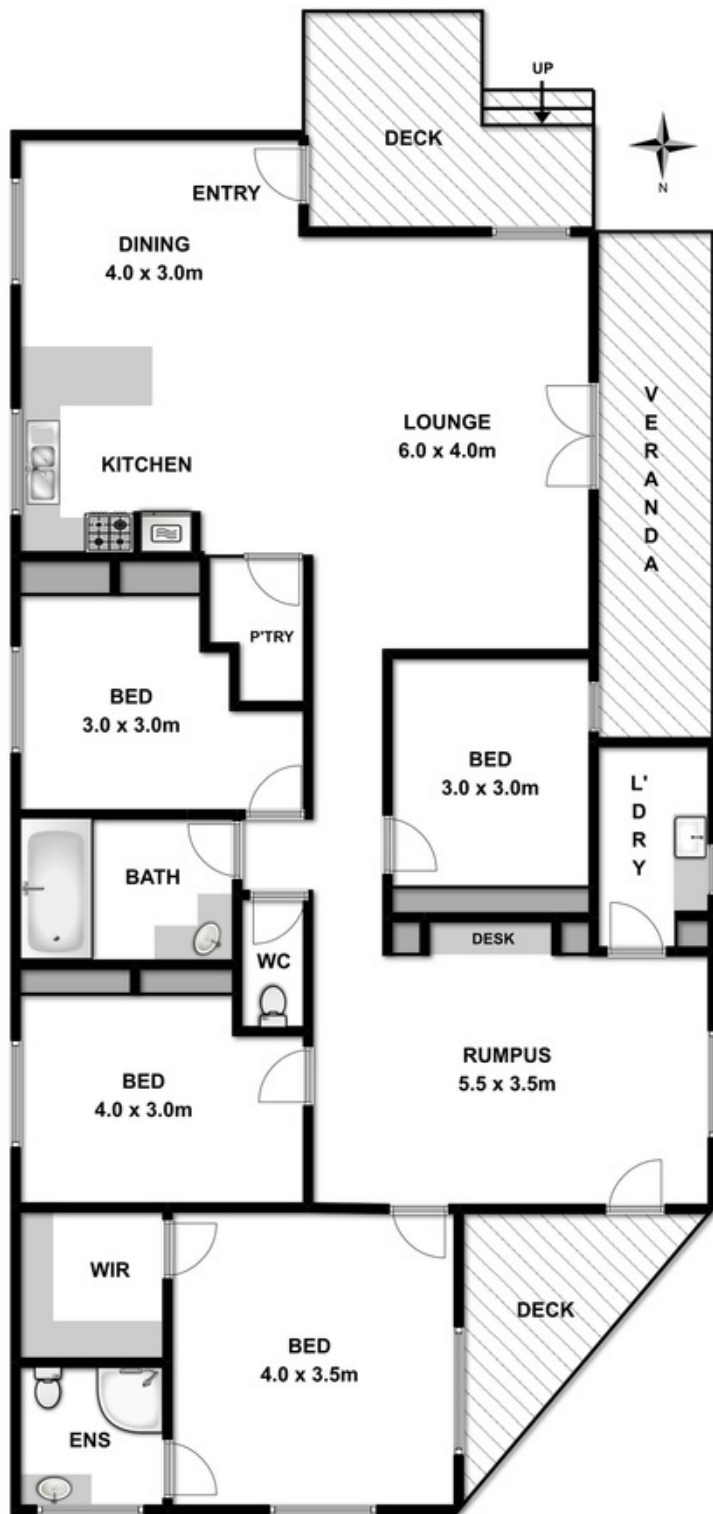 UP
DECK
N
ENTRY
DINING
4.0 x 3.0m
LOUNGE
6.0 x 4.0m
VERANDA
KITCHEN
P'TRY
BED
3.0 x 3.0m
BED
3.0 x 3.0m
L'DRY
BATH
WC
DESK
BED
4.0 x 3.0m
RUMPUS
5.5 x 3.5m
WIR
BED
4.0 x 3.5m
DECK
ENS